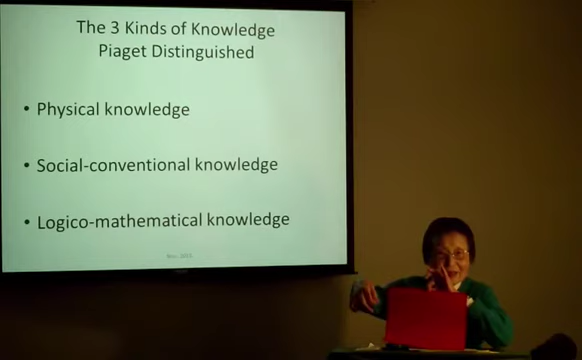 The 3 Kinds of Knowledge
Piaget Distinguished
• Physical knowledge
• Social-conventional knowledge
• Logico-mathematical knowledge